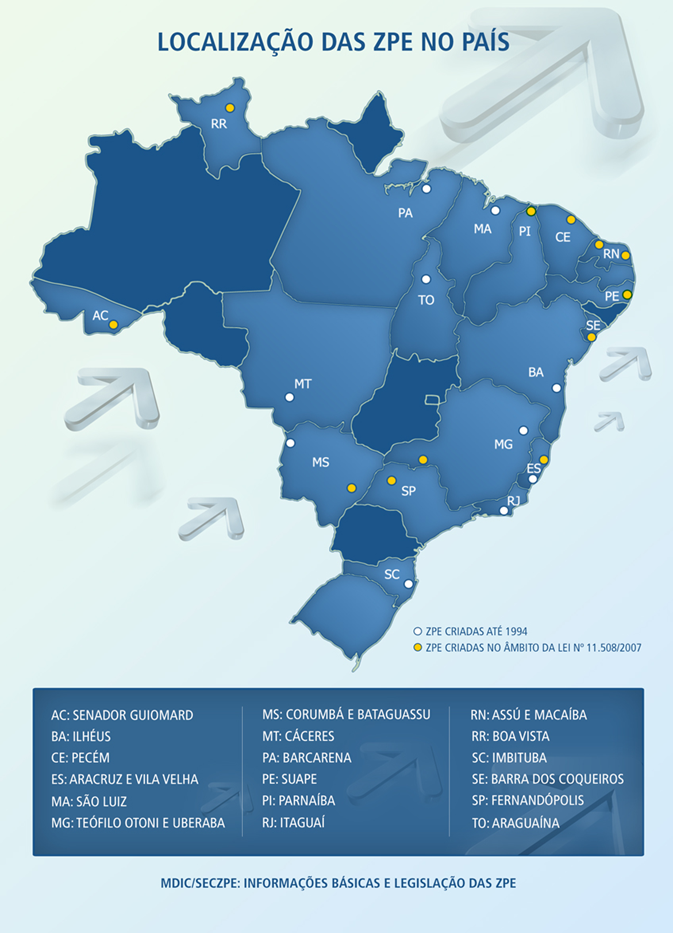 LOCALIZAÇÃO DAS ZPE NO PAÍS
RR
PA
MA
PI
CE
RN
PE
TO
AC
SE
BA
MT
MG
MS
ES
SP
RJ
SC
ZPE CRIADAS ATÉ 1994
ZPE CRIADAS NO ÂMBITO DA LEI Nº 11.508/2007
AC: SENADOR GUIOMARD
BA: ILHÉUS
CE: PECÉM
ES: ARACRUZ E VILA VELHA
MA: SÃO LUIZ
MG: TEÓFILO OTONI E UBERABA
MS: CORUMBÁ E BATAGUASSU
MT: CÁCERES
PA: BARCARENA
PE: SUAPE
PI: PARNAÍBA
RJ: ITAGUAÍ
RN: ASSÚ E MACAÍBA
RR: BOA VISTA
SC: IMBITUBA
SE: BARRA DOS COQUEIROS
SP: FERNANDÓPOLIS
TO: ARAGUAÍNA
MDIC/SECZPE: INFORMAÇÕES BÁSICAS E LEGISLAÇÃO DAS ZPE